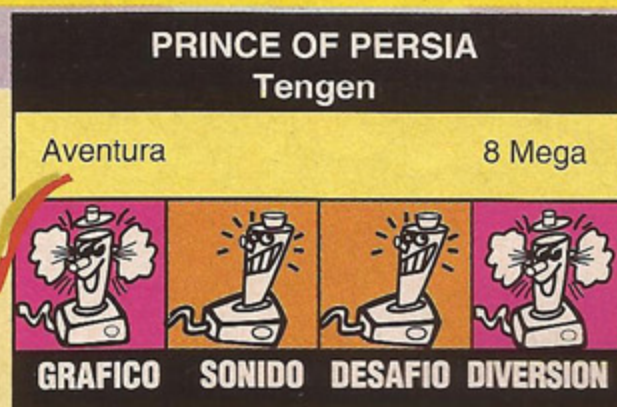 PRINCE OF PERSIA
Tengen
Aventura 8 Mega
GRAFICO SONIDO DESAFIO DIVERSION